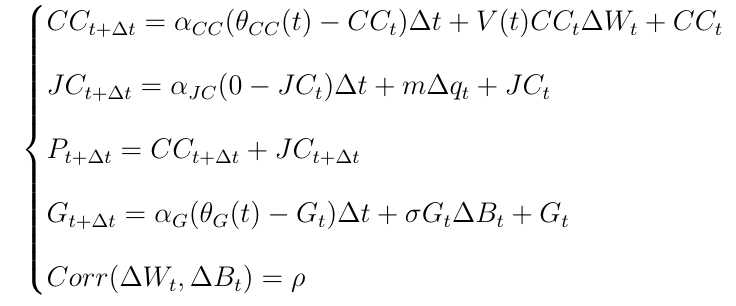 CC_{t+Δt} = α_{CC}(θ_{CC}(t) − CC_t)Δt + V(t)CC_tΔW_t + CC_t
JC_{t+Δt} = α_{JC}(0 − JC_t)Δt + mΔq_t + JC_t
P_{t+Δt} = CC_{t+Δt} + JC_{t+Δt}
G_{t+Δt} = α_G(θ_G(t) − G_t)Δt + σG_tΔB_t + G_t
Corr(ΔW_t, ΔB_t) = ρ